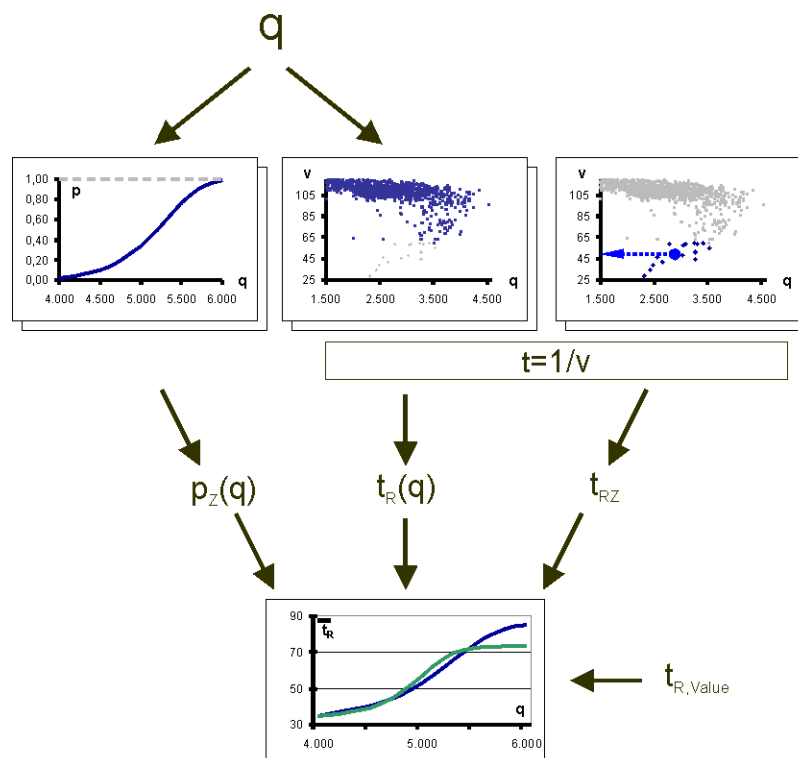 q
1,00
p
0,80
0,60
0,40
0,20
0,00
4.000 4.500 5.000 5.500 6.000
q
v
105
85
65
45
25
1.500 2.500 3.500 4.500
q
v
105
85
65
45
25
1.500 2.500 3.500 4.500
q
t=1/v
pZ(q) tR(q) tRZ
90
tR
70
50
30
q
4.000 5.000 6.000
tR,Value